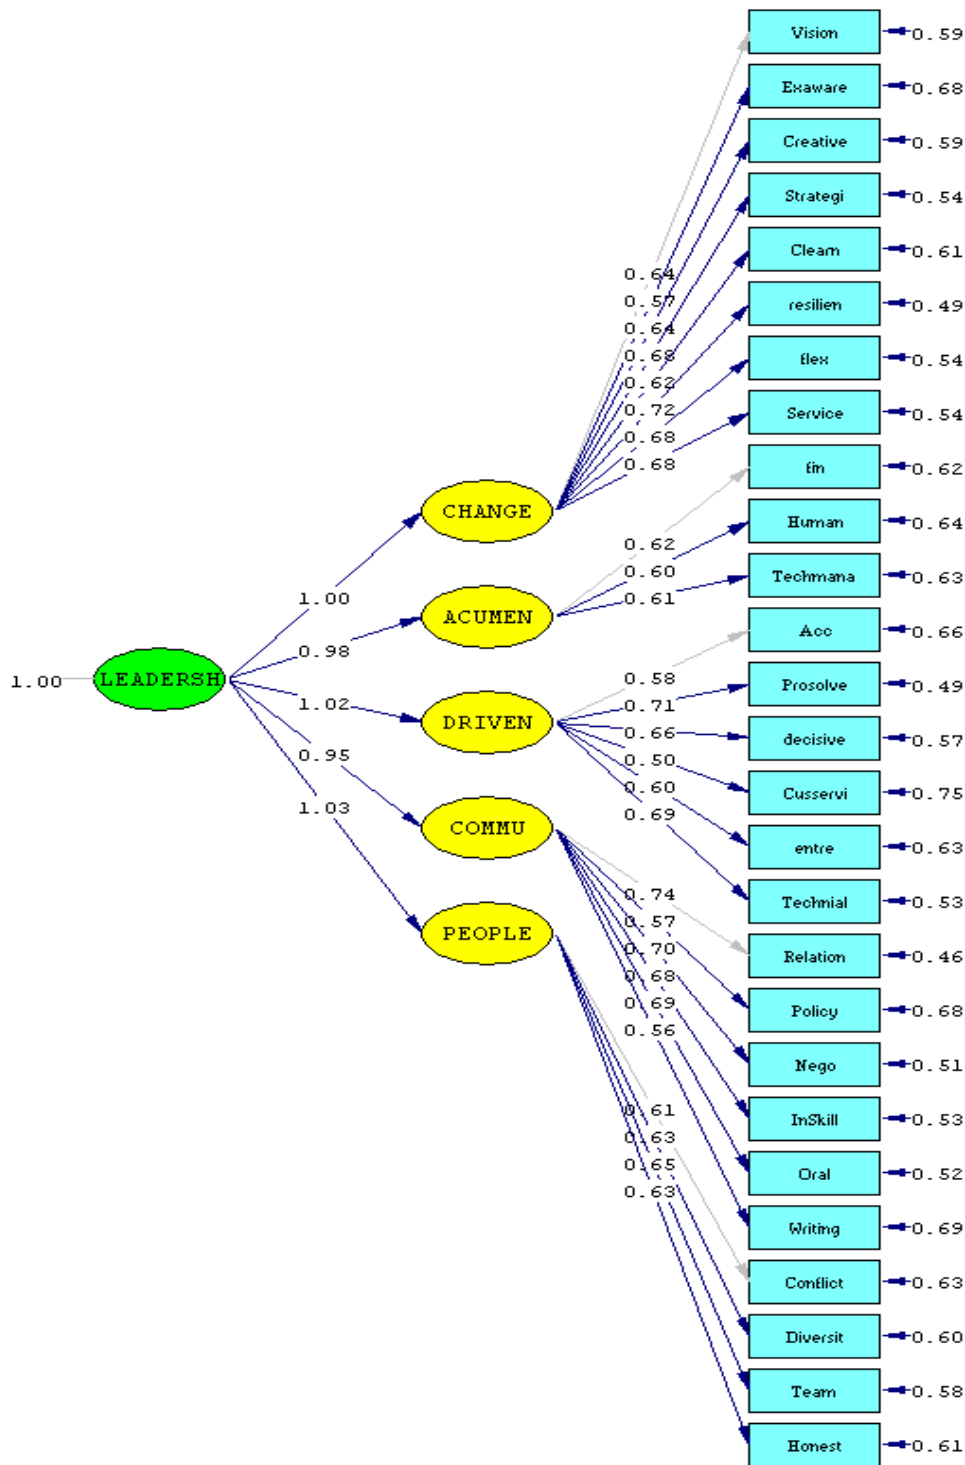 Vision 0.59
Exaware 0.68
Creative 0.59
Strategi 0.54
Clearn 0.61
0.64
0.57
resilien 0.49
0.64
0.68
flex 0.54
0.62
0.72
Service 0.54
0.68
0.68
fin 0.62
CHANGE
Human 0.64
0.62
0.60
Techmana 0.63
0.61
1.00
ACUMEN
Acc 0.66
0.98
1.00 LEADERSH
0.58
Prosolve 0.49
0.71
1.02
DRIVEN
0.66
decisive 0.57
0.50
0.95
0.60
Cusservi 0.75
1.03
0.69
COMMU
entre 0.63
0.74
Technial 0.53
0.57
PEOPLE
0.70
Relation 0.46
0.68
0.69
Policy 0.68
0.56
Nego 0.51
0.61
InSkill 0.53
0.63
0.65
Oral 0.52
0.63
Writing 0.69
Conflict 0.63
Diversit 0.60
Team 0.58
Honest 0.61